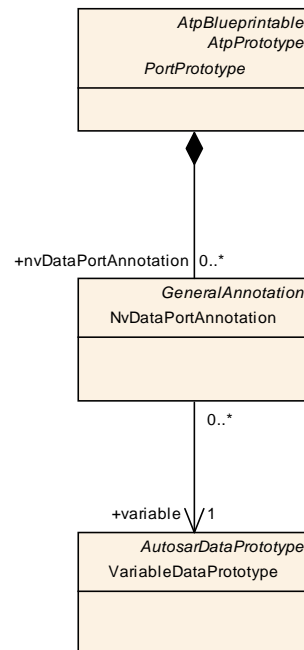 AtpBlueprintable
AtpPrototype
PortPrototype
+nvDataPortAnnotation 0..*
GeneralAnnotation
NvDataPortAnnotation
0..*
+variable 1
AutosarDataPrototype
VariableDataPrototype